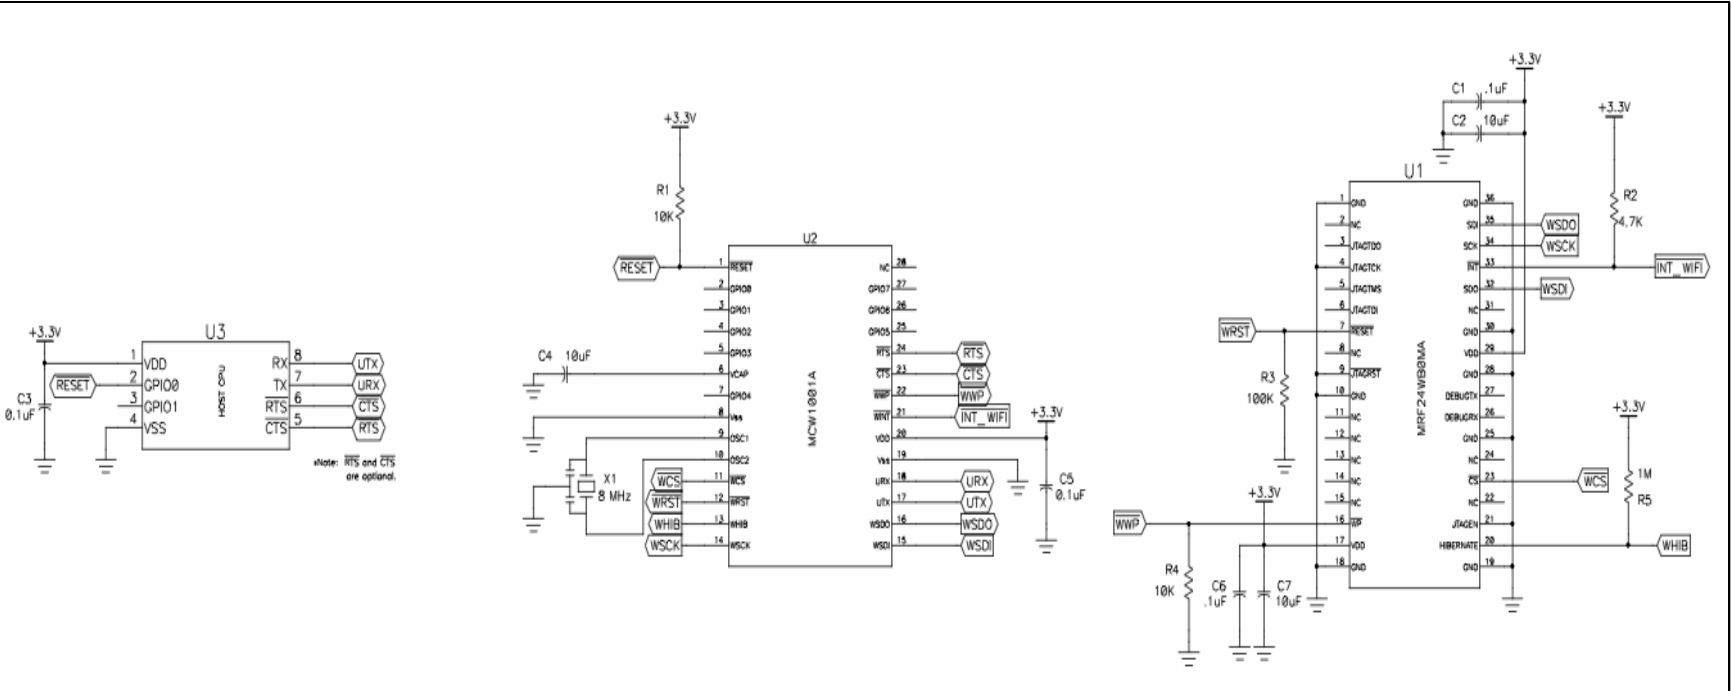 +3.3V
U3
1
VDD
2
GPIO0
3
GPIO1
4
VSS
HOST CPU
RX
8
TX
7
RTS
6
CTS
5
RESET
C3
0.1uF
UTX
URX
CTS
RTS
*Note: RTS and CTS
are optional.
+3.3V
R1
10K
RESET
U2
MCW1001A
1
RESET
2
GPIO0
3
GPIO1
4
GPIO2
5
GPIO3
6
VCAP
7
GPIO4
8
Vss
9
OSC1
10
OSC2
11
WCS
12
WRST
13
WHIB
14
WSCK
NC
28
GPIO7
27
GPIO6
26
GPIO5
25
RTS
24
CTS
23
WWP
22
WINT
21
VDD
20
Vss
19
URX
18
UTX
17
WSDO
16
WSDI
15
C4
10uF
X1
8 MHz
WCS
WRST
WHIB
WSCK
RTS
CTS
WWP
INT_WIFI
+3.3V
URX
UTX
WSDO
WSDI
C5
0.1uF
+3.3V
C1
.1uF
C2
10uF
+3.3V
R2
4.7K
U1
MRF24WB0MA
1
GND
2
NC
3
JTAGTDO
4
JTAGTCK
5
JTAGTMS
6
JTAGTDI
7
RESET
8
NC
9
JTAGRST
10
GND
11
NC
12
NC
13
NC
14
NC
15
NC
16
WP
17
VDD
18
GND
GND
36
SDI
35
SCK
34
INT
33
SDO
32
NC
31
GND
30
VDD
29
GND
28
DEBUGTX
27
DEBUGRX
26
GND
25
NC
24
CS
23
NC
22
JTAGEN
21
HIBERNATE
20
GND
19
WSDO
WSCK
INT_WIFI
WSDI
WRST
R3
100K
WWP
R4
10K
+3.3V
C6
.1uF
C7
10uF
+3.3V
1M
R5
WCS
WHIB